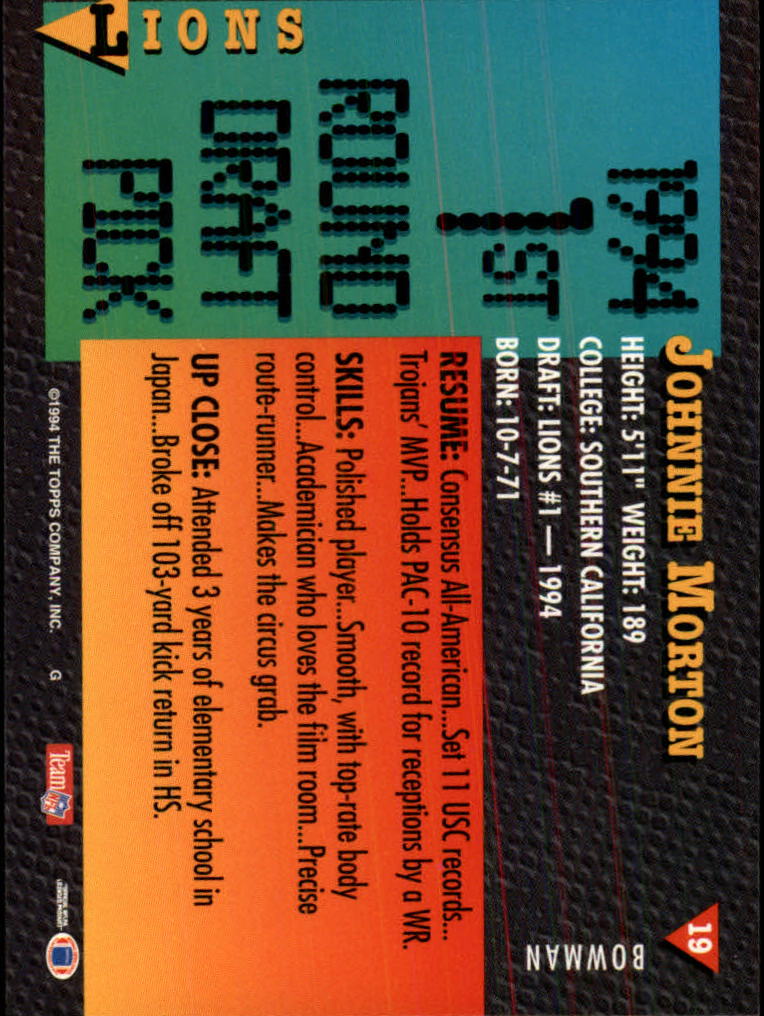 JOHNNIE MORTON
19
BOWMAN
HEIGHT: 5'11" WEIGHT: 189
COLLEGE: SOUTHERN CALIFORNIA
DRAFT: LIONS #1 — 1994
BORN: 10-7-71
1994
1ST
ROUND
DRAFT
PICK
LIONS
RESUME: Consensus All-American...Set 11 USC records...
Trojans' MVP...Holds PAC-10 record for receptions by a WR.
SKILLS: Polished player...Smooth, with top-rate body
control...Academician who loves the film room...Precise
route-runner...Makes the circus grab.
UP CLOSE: Attended 3 years of elementary school in
Japan...Broke off 103-yard kick return in HS.
©1994 THE TOPPS COMPANY, INC. G
Team NFL